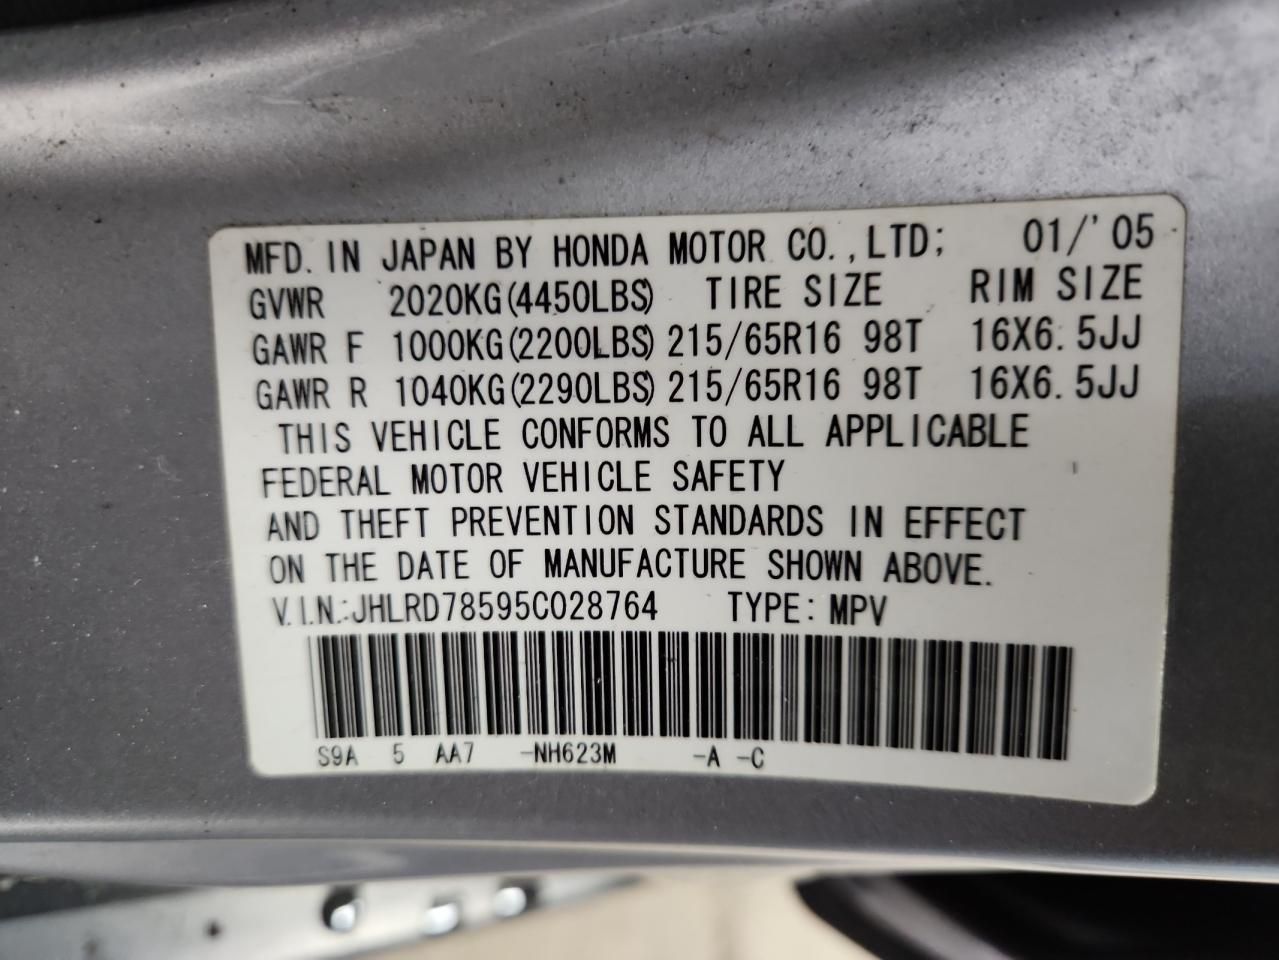 MFD. IN JAPAN BY HONDA MOTOR CO.,LTD; 01/'05
GVWR 2020KG(4450LBS) TIRE SIZE RIM SIZE
GAWR F 1000KG(2200LBS) 215/65R16 98T 16X6.5JJ
GAWR R 1040KG(2290LBS) 215/65R16 98T 16X6.5JJ
THIS VEHICLE CONFORMS TO ALL APPLICABLE
FEDERAL MOTOR VEHICLE SAFETY
AND THEFT PREVENTION STANDARDS IN EFFECT
ON THE DATE OF MANUFACTURE SHOWN ABOVE.
V.I.N.:JHLRD78595C028764 TYPE: MPV
S9A 5 AA7 -NH623M -A -C